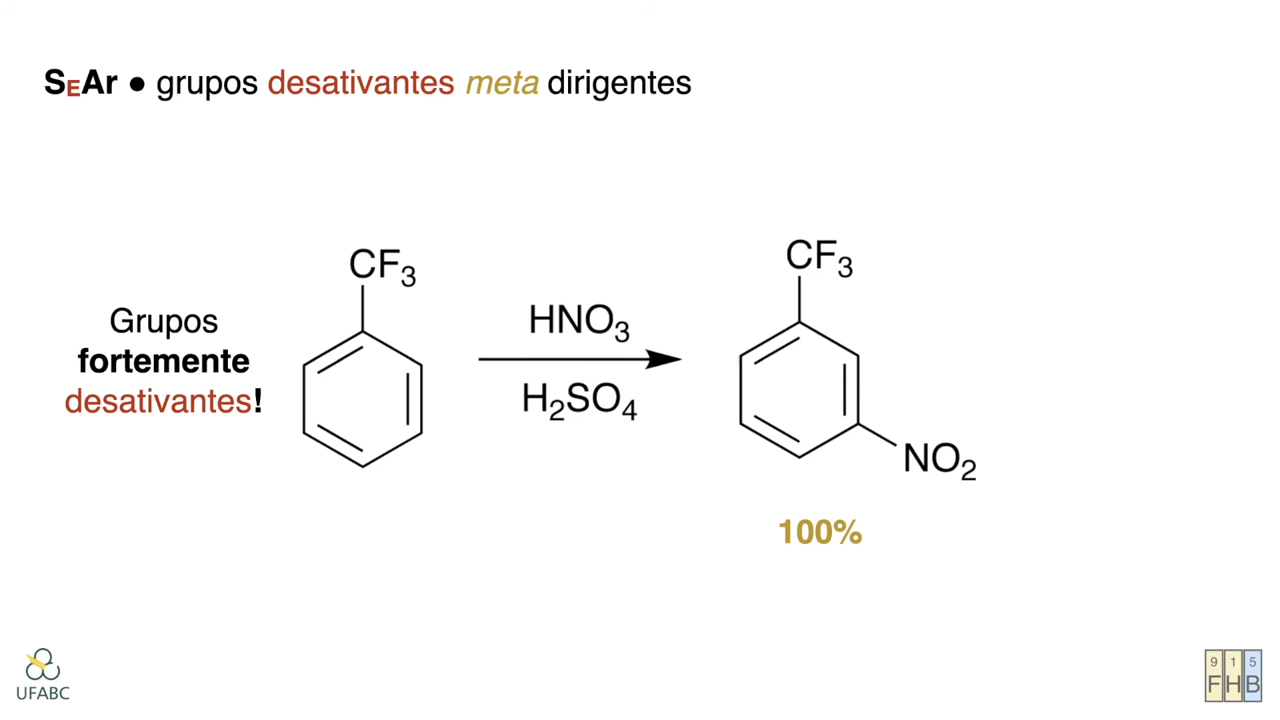 SEAr ● grupos desativantes meta dirigentes
Grupos
fortemente
desativantes!
CF3
HNO3
H2SO4
CF3
NO2
100%
UFABC
9 1 5
F H B